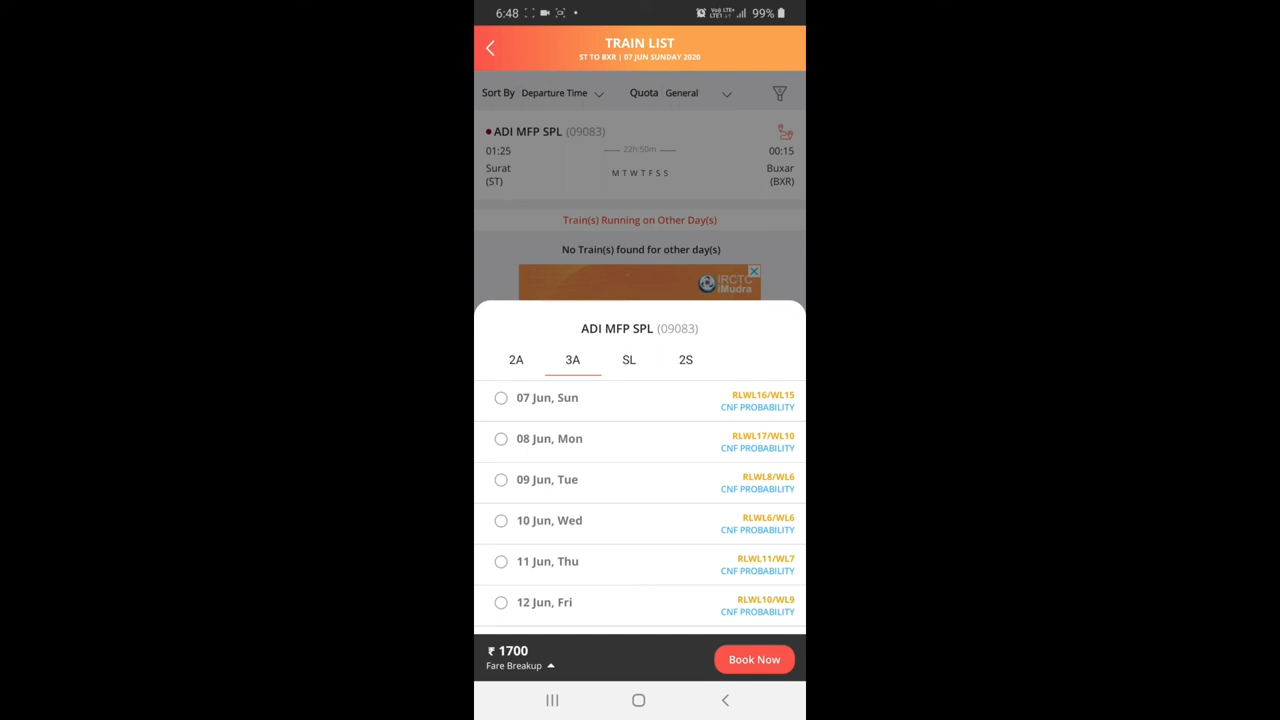 6:48 VoD LTE+ LTE1 99%
TRAIN LIST
ST TO BXR | 07 JUN SUNDAY 2020
Sort By Departure Time Quota General
ADI MFP SPL (09083)
01:25 22h:50m 00:15
Surat Buxar
(ST) M T W T F S S (BXR)
Train(s) Running on Other Day(s)
No Train(s) found for other day(s)
IRCTC
iMudra
ADI MFP SPL (09083)
2A 3A SL 2S
07 Jun, Sun RLWL16/WL15
CNF PROBABILITY
08 Jun, Mon RLWL17/WL10
CNF PROBABILITY
09 Jun, Tue RLWL8/WL6
CNF PROBABILITY
10 Jun, Wed RLWL6/WL6
CNF PROBABILITY
11 Jun, Thu RLWL11/WL7
CNF PROBABILITY
12 Jun, Fri RLWL10/WL9
CNF PROBABILITY
₹ 1700
Fare Breakup
Book Now